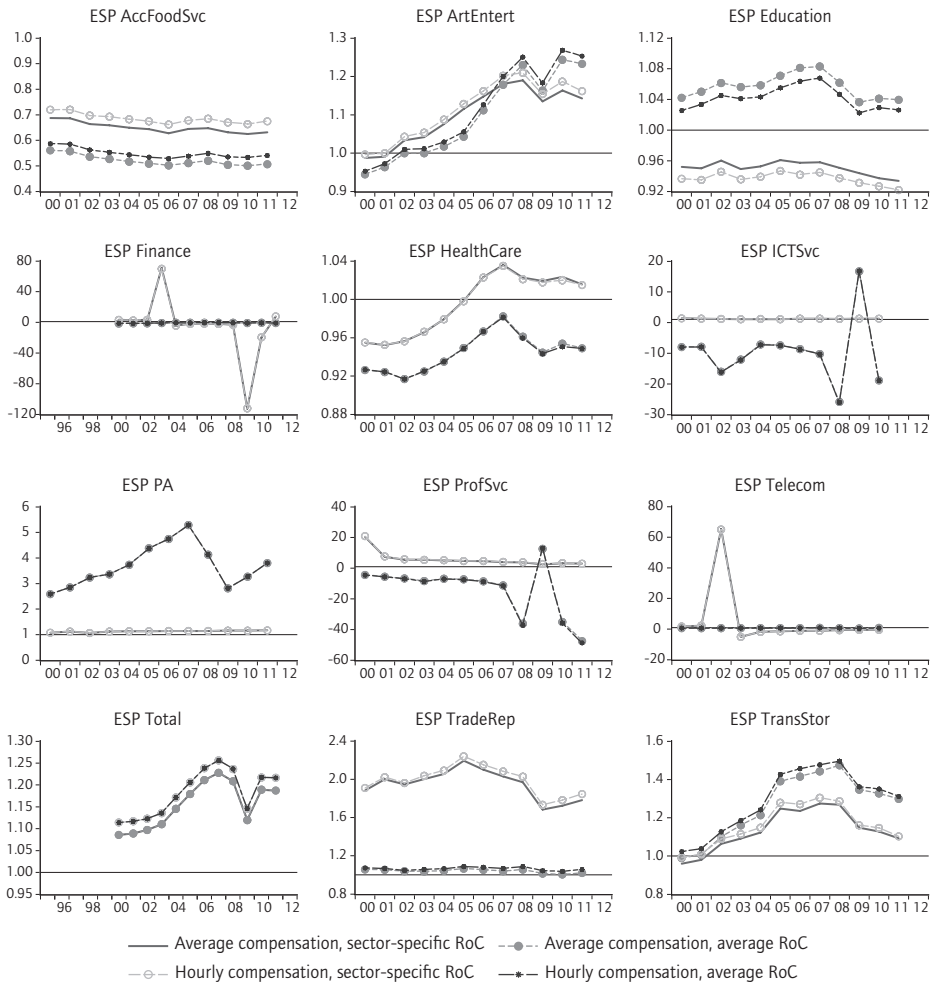 ESP AccFoodSvc
1.0
0.9
0.8
0.7
0.6
0.5
0.4
00 01 02 03 04 05 06 07 08 09 10 11 12
ESP ArtEntert
1.3
1.2
1.1
1.0
0.9
00 01 02 03 04 05 06 07 08 09 10 11 12
ESP Education
1.12
1.08
1.04
1.00
0.96
0.92
00 01 02 03 04 05 06 07 08 09 10 11 12
ESP Finance
80
40
0
-40
-80
-120
96 98 00 02 04 06 08 10 12
ESP HealthCare
1.04
1.00
0.96
0.92
0.88
00 01 02 03 04 05 06 07 08 09 10 11 12
ESP ICTSvc
20
10
0
-10
-20
-30
00 01 02 03 04 05 06 07 08 09 10 11 12
ESP PA
6
5
4
3
2
1
0
00 01 02 03 04 05 06 07 08 09 10 11 12
ESP ProfSvc
40
20
0
-20
-40
-60
00 01 02 03 04 05 06 07 08 09 10 11 12
ESP Telecom
80
60
40
20
0
-20
00 01 02 03 04 05 06 07 08 09 10 11 12
ESP Total
1.30
1.25
1.20
1.15
1.10
1.05
1.00
0.95
96 98 00 02 04 06 08 10 12
ESP TradeRep
2.4
2.0
1.6
1.2
0.8
00 01 02 03 04 05 06 07 08 09 10 11 12
ESP TransStor
1.6
1.4
1.2
1.0
0.8
00 01 02 03 04 05 06 07 08 09 10 11 12
Average compensation, sector-specific RoC
Average compensation, average RoC
Hourly compensation, sector-specific RoC
Hourly compensation, average RoC